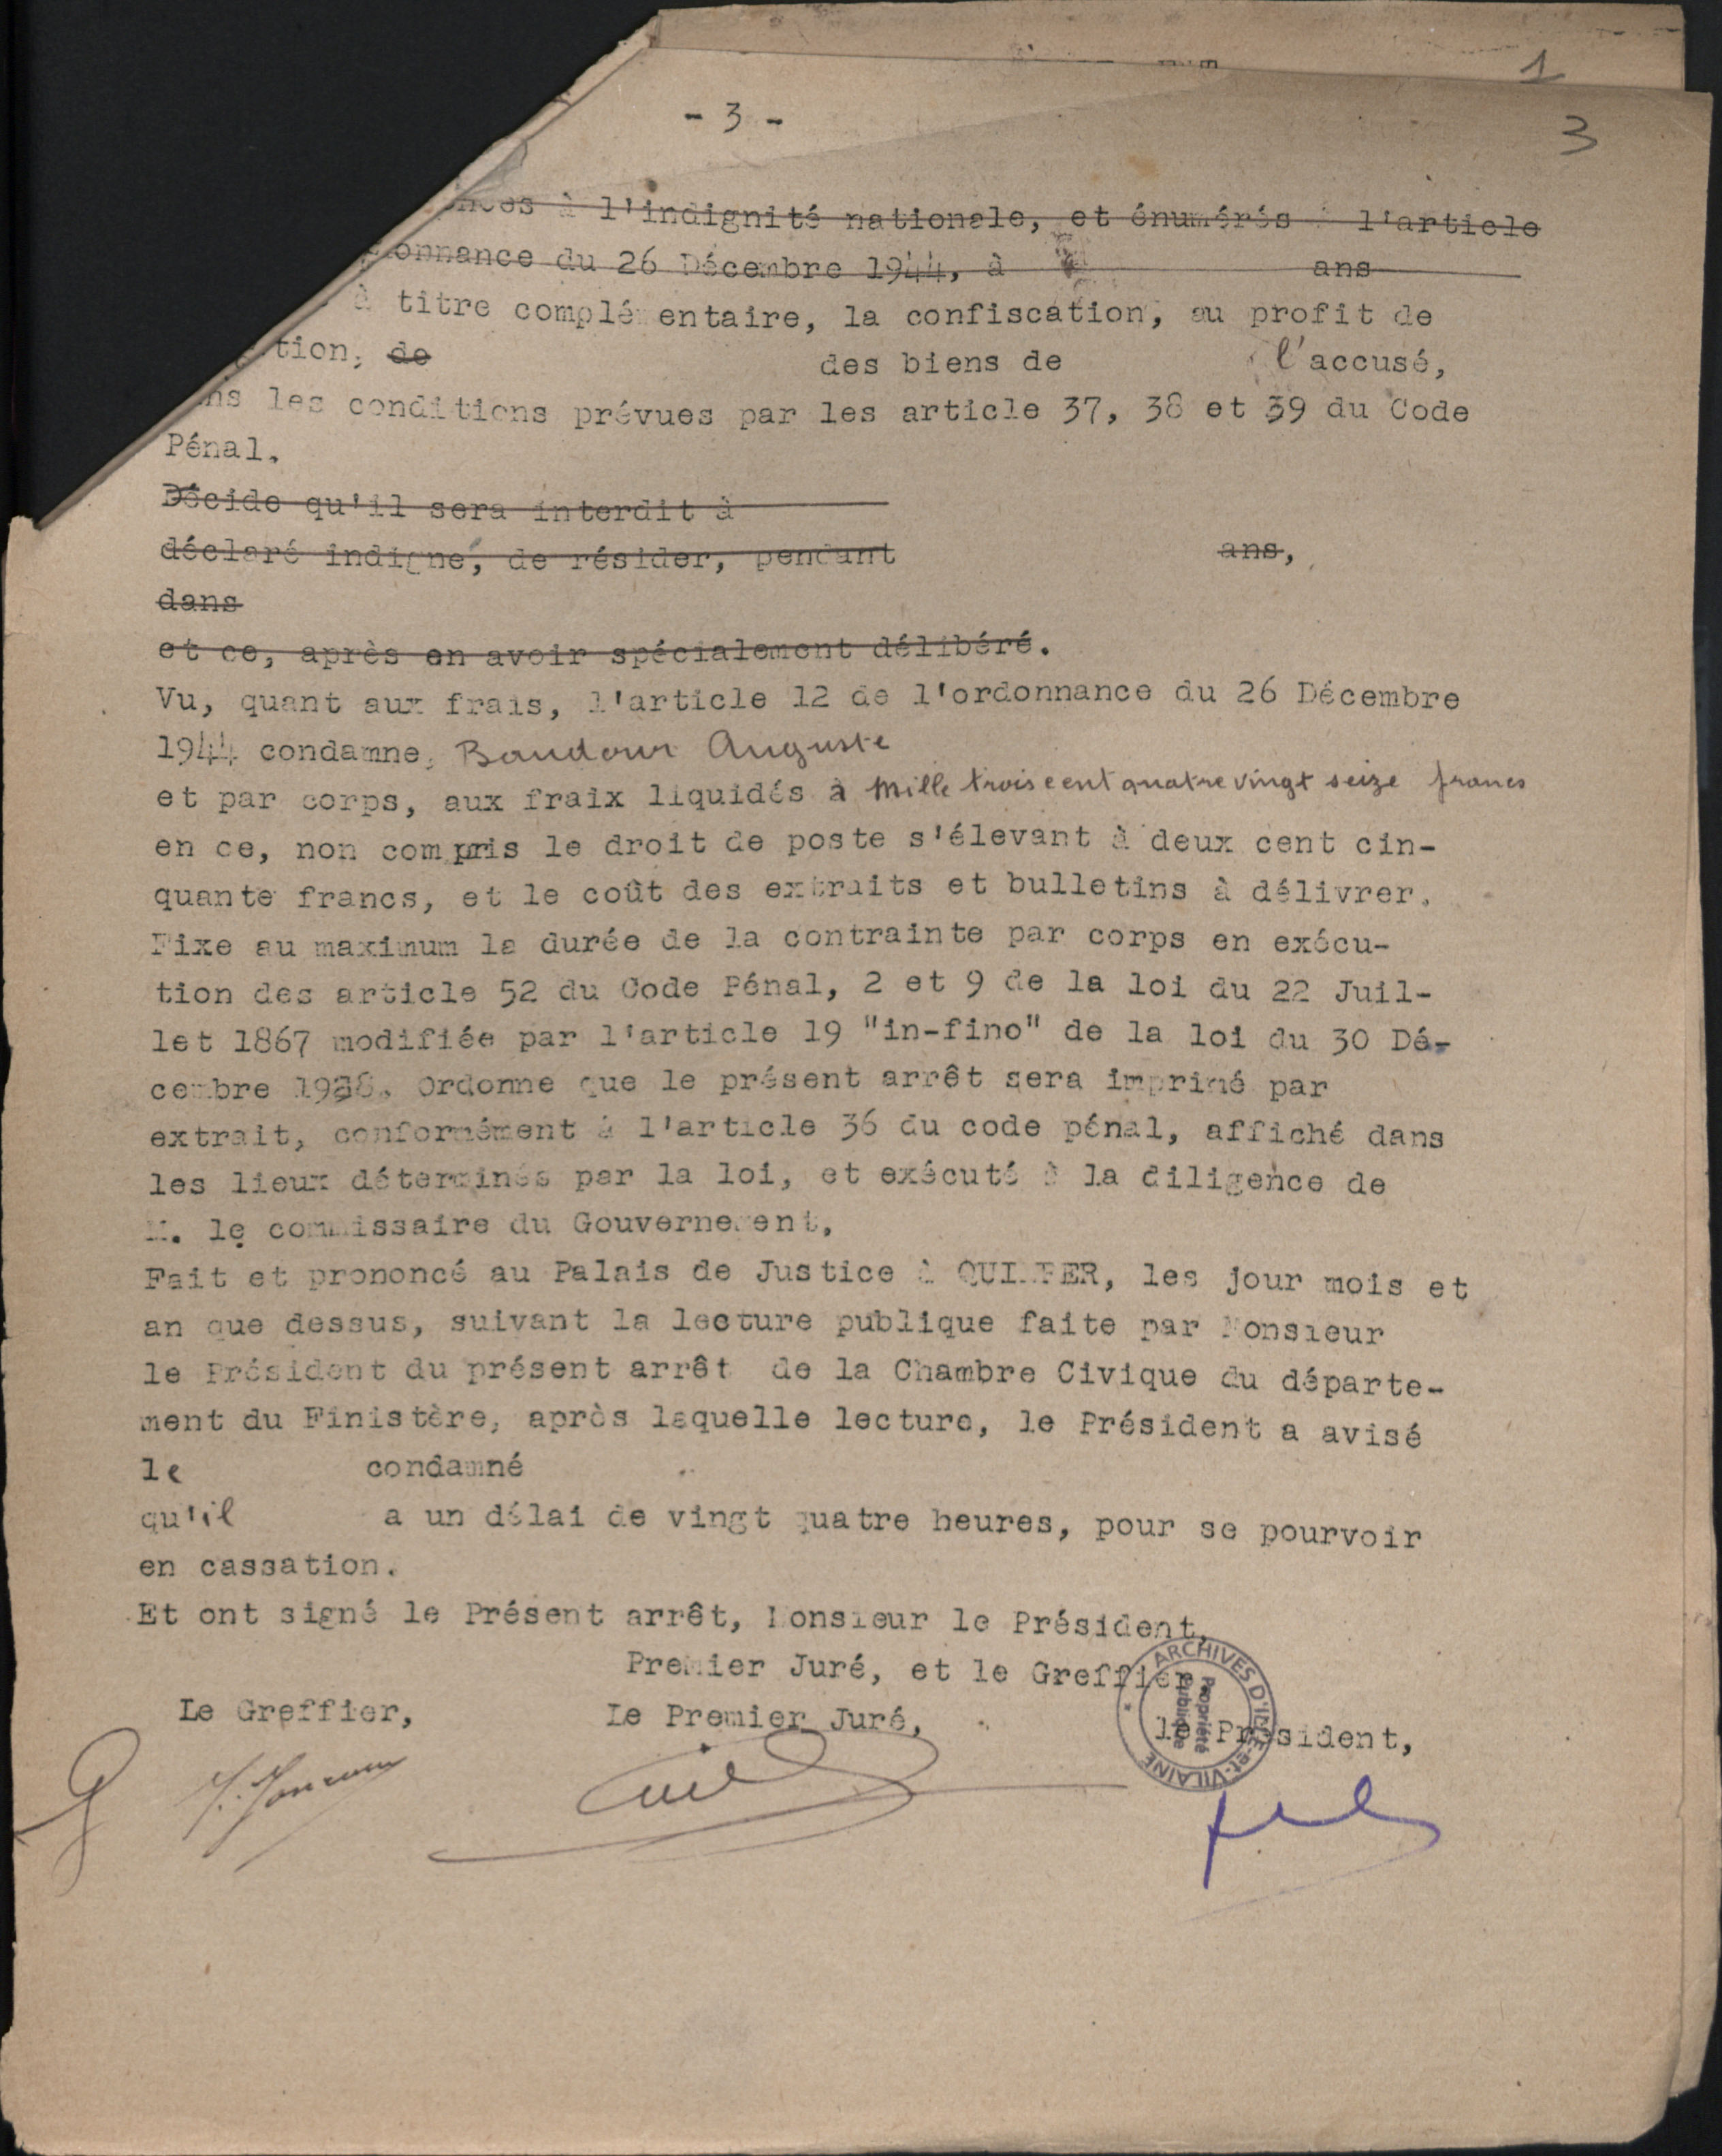 1
- 3 -
3
à l'indignité nationale, et énumérés à l'article
onnance du 26 Décembre 1944, à ans
à titre complémentaire, la confiscation, au profit de
tion, de des biens de l'accusé,
ns les conditions prévues par les article 37, 38 et 39 du Code
Pénal.
Décide qu'il sera interdit à
déclaré indigne, de résider, pendant ans,
dans
et ce, après en avoir spécialement délibéré.
Vu, quant aux frais, l'article 12 de l'ordonnance du 26 Décembre
1944 condamne, Baudour Auguste
et par corps, aux fraix liquidés à Mille trois cent quatre vingt seize francs
en ce, non compris le droit de poste s'élevant à deux cent cin-
quante francs, et le coût des extraits et bulletins à délivrer.
Fixe au maximum la durée de la contrainte par corps en exécu-
tion des article 52 du Code Pénal, 2 et 9 de la loi du 22 Juil-
let 1867 modifiée par l'article 19 "in-fino" de la loi du 30 Dé-
cembre 1928. Ordonne que le présent arrêt sera imprimé par
extrait, conformément à l'article 36 du code pénal, affiché dans
les lieux déterminés par la loi, et exécuté à la diligence de
M. le commissaire du Gouvernement.
Fait et prononcé au Palais de Justice à QUIMPER, les jour mois et
an que dessus, suivant la lecture publique faite par Monsieur
le Président du présent arrêt de la Chambre Civique du départe-
ment du Finistère, après laquelle lecture, le Président a avisé
le condamné
qu'il a un délai de vingt quatre heures, pour se pourvoir
en cassation.
Et ont signé le Présent arrêt, Monsieur le Président,
Premier Juré, et le Greffier
Le Greffier, Le Premier Juré, le Président,
ARCHIVES D'ILLE-et-VILAINE
Propriété
Publique